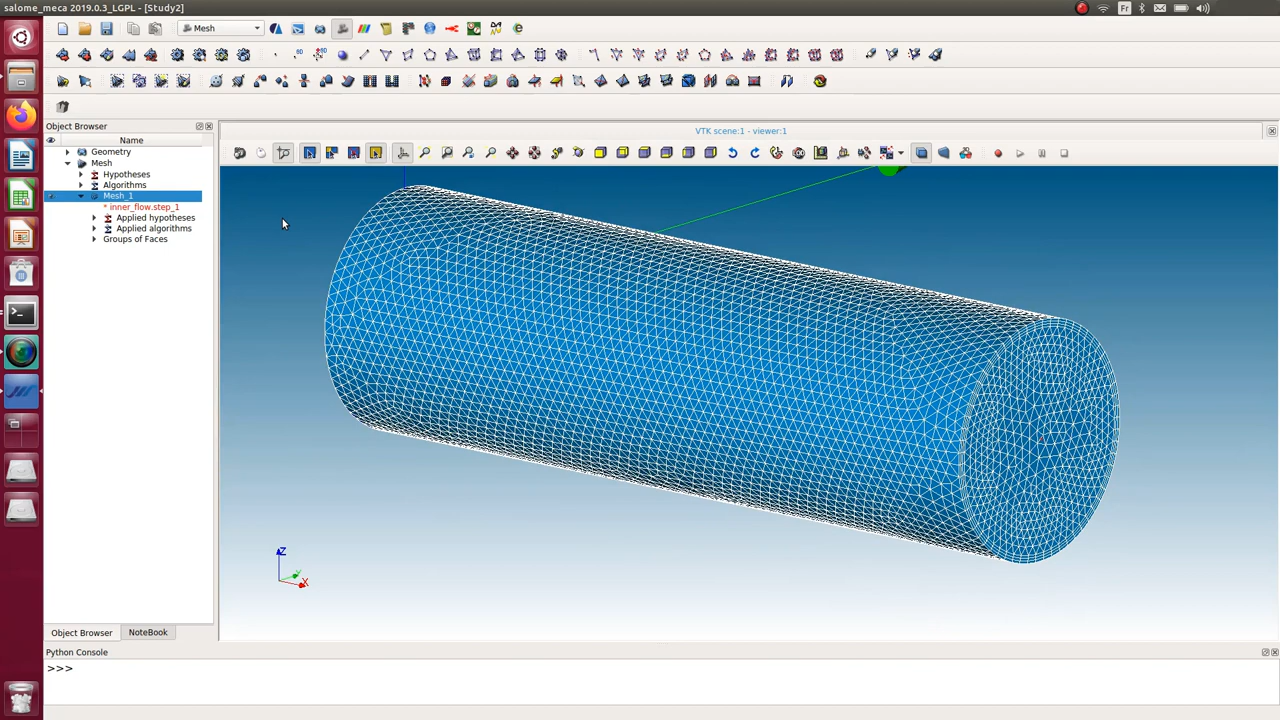 salome_meca 2019.0.3_LGPL - [Study2]
Fr
Mesh
Object Browser
VTK scene:1 - viewer:1
Name
Geometry
Mesh
Hypotheses
Algorithms
Mesh_1
* inner_flow.step_1
Applied hypotheses
Applied algorithms
Groups of Faces
Z
Y
X
Object Browser
NoteBook
Python Console
>>>